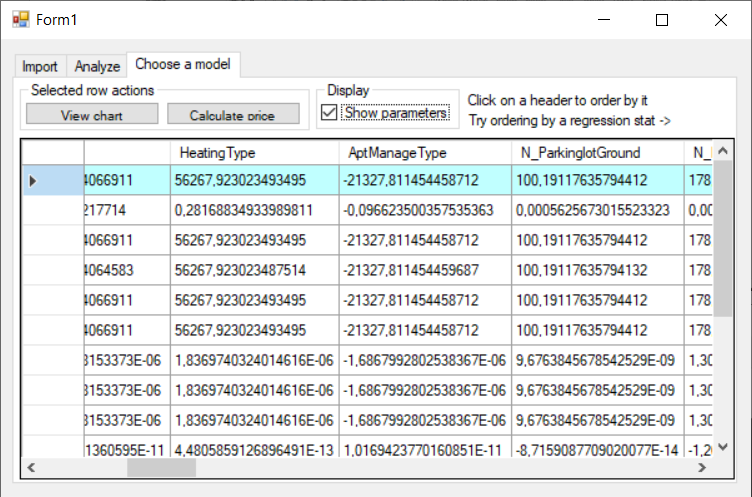 Form1
Import Analyze Choose a model
Selected row actions
View chart Calculate price
Display
Show parameters
Click on a header to order by it
Try ordering by a regression stat ->
HeatingType AptManageType N_ParkinglotGround N_
4066911 56267,923023493495 -21327,811454458712 100,19117635794412 178
217714 0,28168834933989811 -0,096623500357535363 0,0005625673015523323 0,00
4066911 56267,923023493495 -21327,811454458712 100,19117635794412 178
4064583 56267,923023487514 -21327,811454459687 100,19117635794132 178
4066911 56267,923023493495 -21327,811454458712 100,19117635794412 178
4066911 56267,923023493495 -21327,811454458712 100,19117635794412 178
3153373E-06 1,8369740324014616E-06 -1,6867992802538367E-06 9,6763845678542529E-09 1,30
3153373E-06 1,8369740324014616E-06 -1,6867992802538367E-06 9,6763845678542529E-09 1,30
3153373E-06 1,8369740324014616E-06 -1,6867992802538367E-06 9,6763845678542529E-09 1,30
1360595E-11 4,4805859126896491E-13 1,0169423770160851E-11 -8,7159087709020077E-14 -1,20